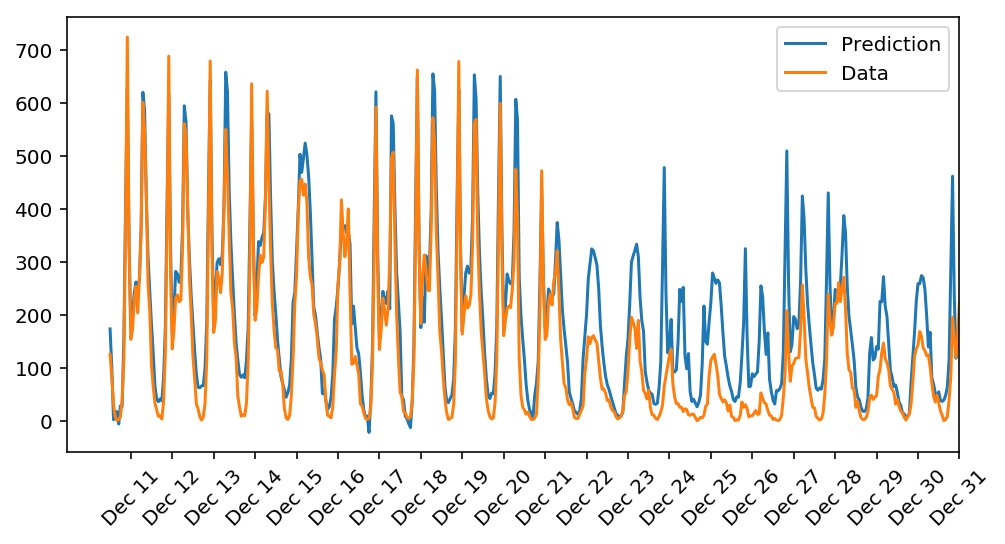 700
600
500
400
300
200
100
0
Prediction
Data
Dec 11
Dec 12
Dec 13
Dec 14
Dec 15
Dec 16
Dec 17
Dec 18
Dec 19
Dec 20
Dec 21
Dec 22
Dec 23
Dec 24
Dec 25
Dec 26
Dec 27
Dec 28
Dec 29
Dec 30
Dec 31